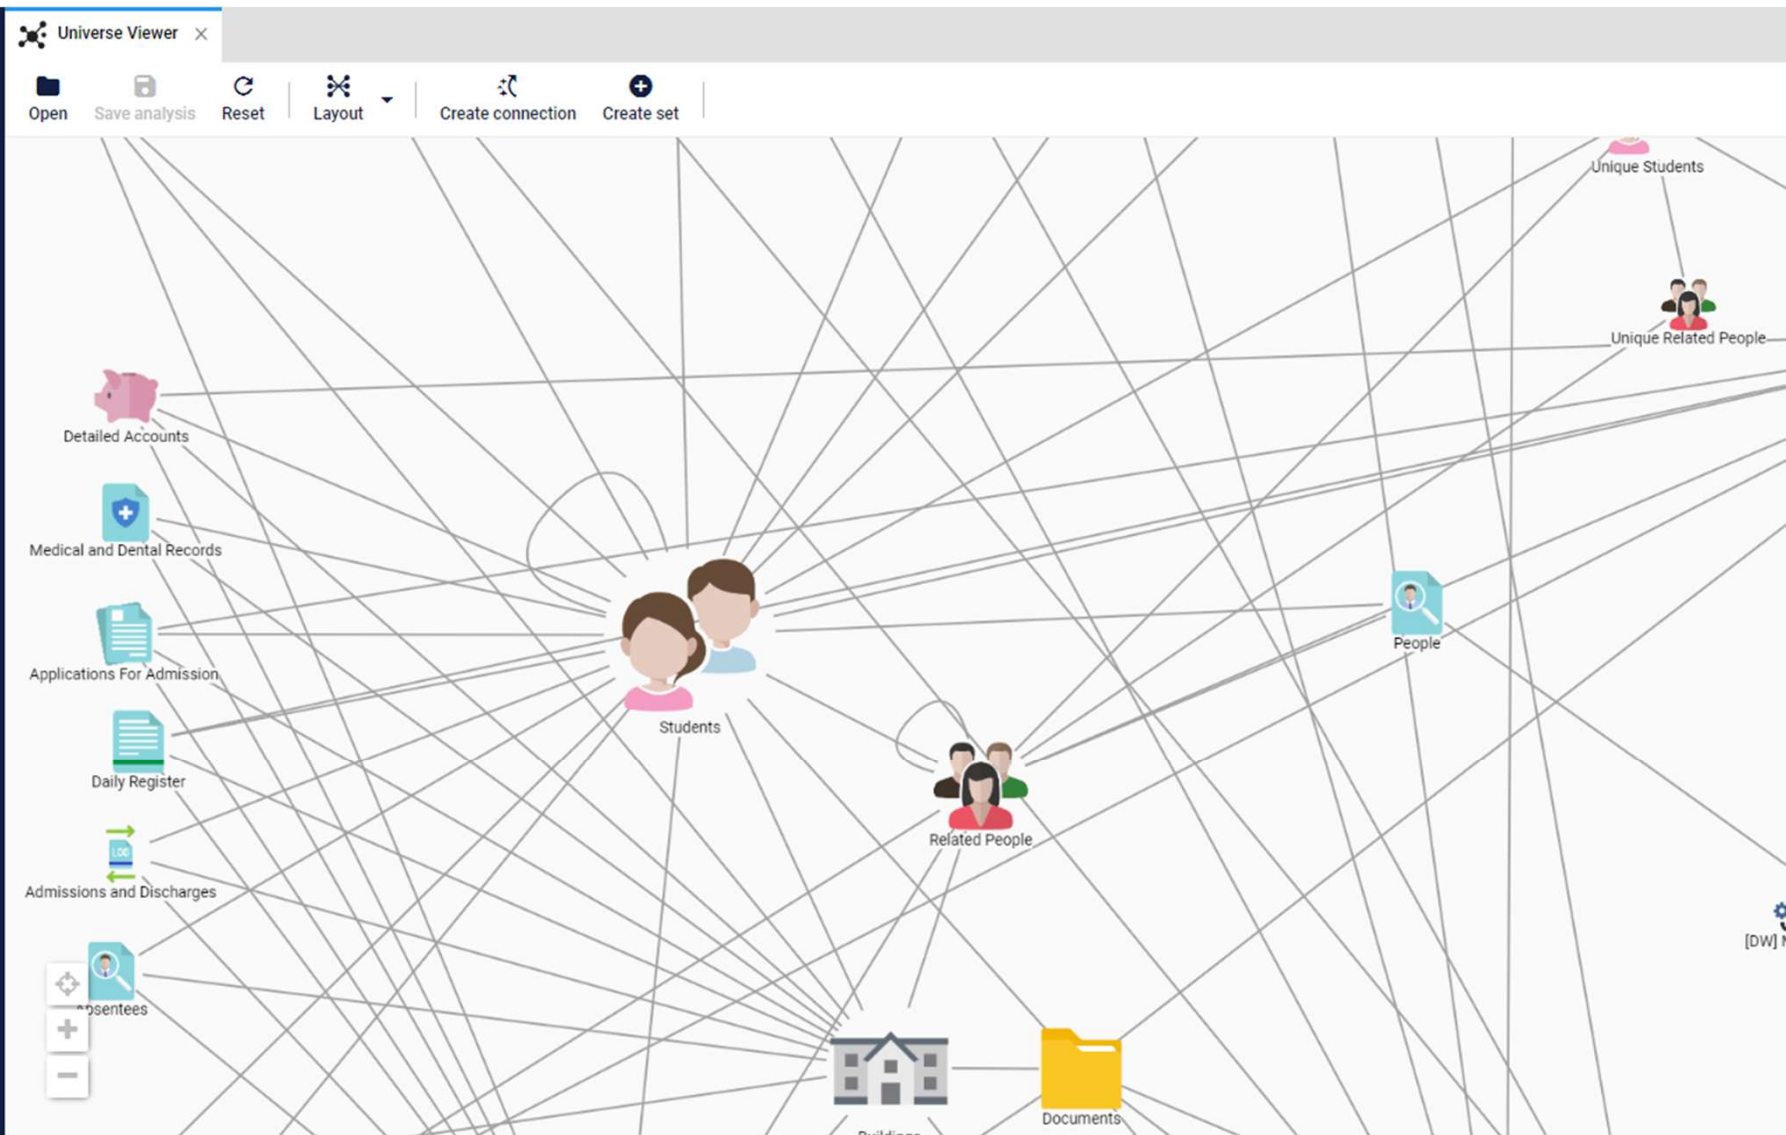 Universe Viewer
Open
Save analysis
Reset
Layout
Create connection
Create set
Unique Students
Unique Related People
Detailed Accounts
Medical and Dental Records
Applications For Admission
People
Students
Daily Register
Related People
LOG
Admissions and Discharges
[DW]
Documents